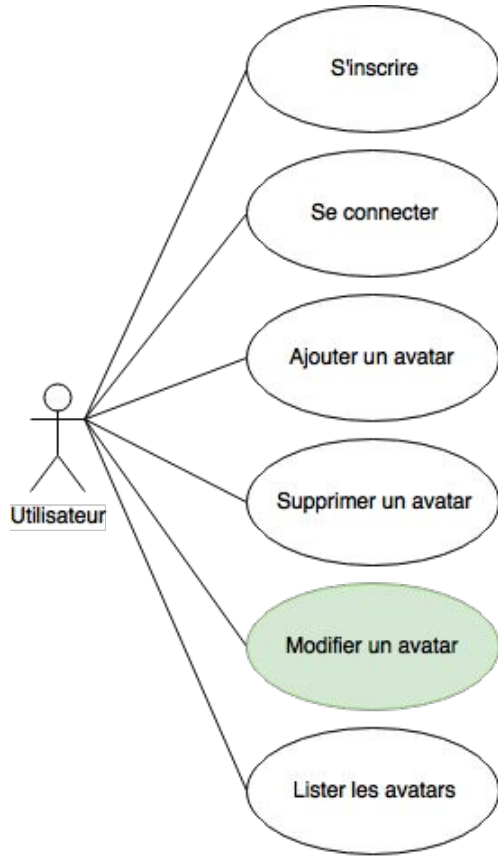 S'inscrire
Se connecter
Ajouter un avatar
Supprimer un avatar
Utilisateur
Modifier un avatar
Lister les avatars